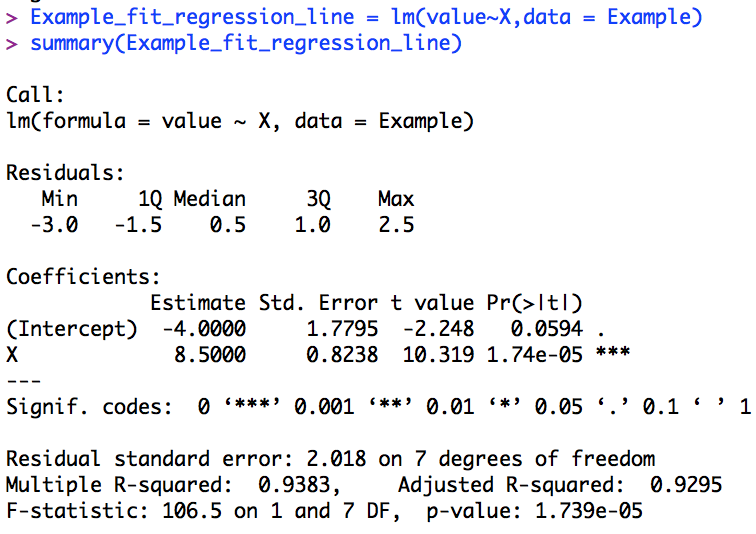 > Example_fit_regression_line = lm(value~X,data = Example)
> summary(Example_fit_regression_line)
Call:
lm(formula = value ~ X, data = Example)
Residuals:
   Min     1Q Median     3Q    Max
  -3.0   -1.5    0.5    1.0    2.5
Coefficients:
            Estimate Std. Error t value Pr(>|t|)
(Intercept)  -4.0000     1.7795  -2.248   0.0594 .
X             8.5000     0.8238  10.319 1.74e-05 ***
---
Signif. codes:  0 ‘***’ 0.001 ‘**’ 0.01 ‘*’ 0.05 ‘.’ 0.1 ‘ ’ 1
Residual standard error: 2.018 on 7 degrees of freedom
Multiple R-squared:  0.9383,	Adjusted R-squared:  0.9295
F-statistic: 106.5 on 1 and 7 DF,  p-value: 1.739e-05